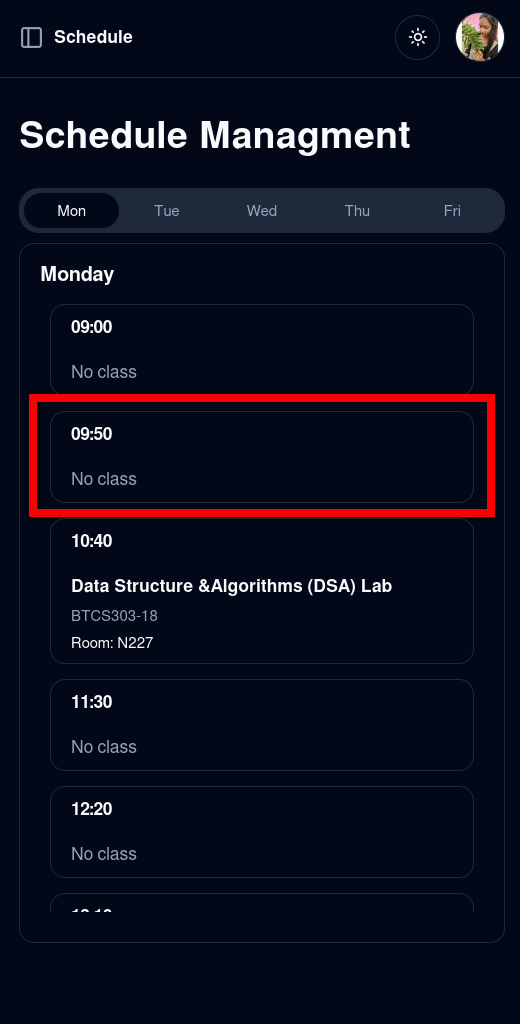 Schedule
Schedule Managment
Mon Tue Wed Thu Fri
Monday
09:00
No class
09:50
No class
10:40
Data Structure &Algorithms (DSA) Lab
BTCS303-18
Room: N227
11:30
No class
12:20
No class